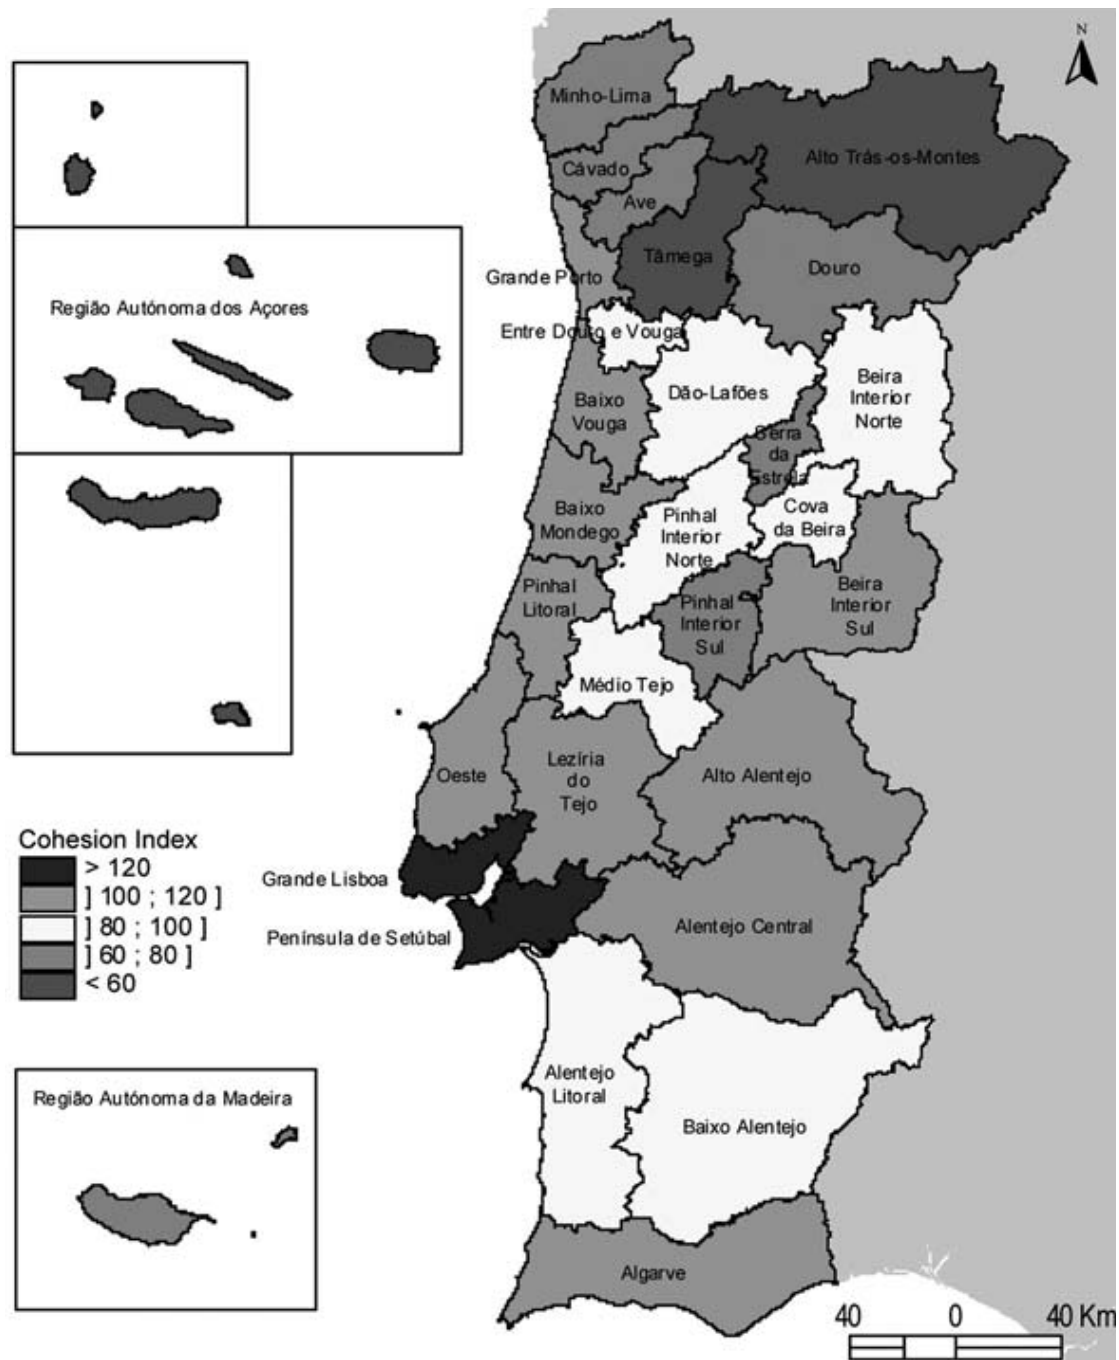 N
Minho-Lima
Alto Trás-os-Montes
Cávado
Ave
Tâmega
Douro
Grande Porto
Região Autónoma dos Açores
Entre Douro e Vouga
Dão-Lafões
Beira
Interior
Norte
Baixo
Vouga
Serra
da
Estrela
Baixo
Mondego
Pinhal
Interior
Norte
Cova
da Beira
Pinhal
Litoral
Pinhal
Interior
Sul
Beira
Interior
Sul
Médio Tejo
Oeste
Lezíria
do
Tejo
Alto Alentejo
Cohesion Index
> 120
] 100 ; 120 ]
] 80 ; 100 ]
] 60 ; 80 ]
< 60
Grande Lisboa
Península de Setúbal
Alentejo Central
Alentejo
Litoral
Baixo Alentejo
Região Autónoma da Madeira
Algarve
40 0 40 Km